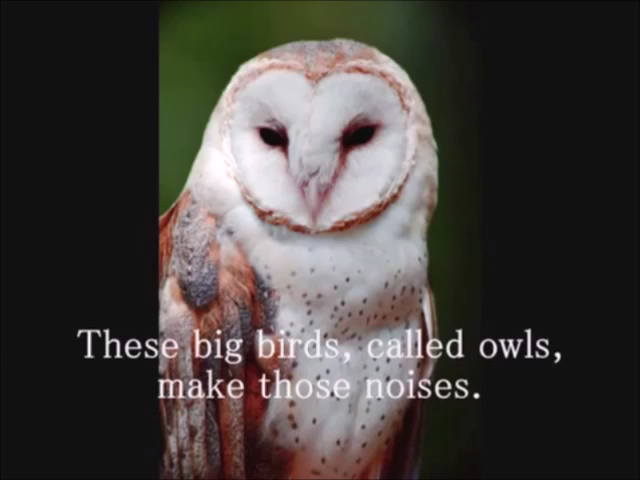 These big birds, called owls,
make those noises.